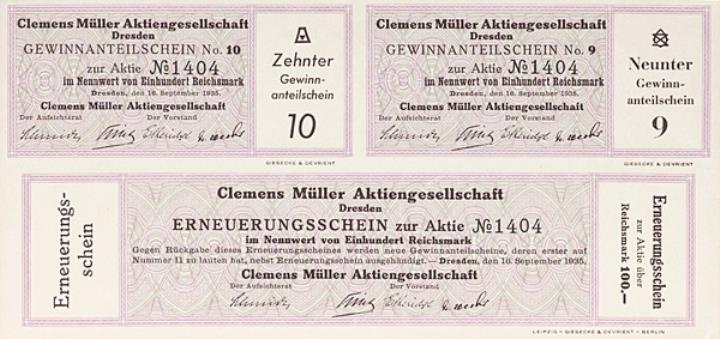 Clemens Müller Aktiengesellschaft
Dresden
GEWINNANTEILSCHEIN No. 10
zur Aktie №1404
im Nennwert von Einhundert Reichsmark
Dresden, den 16. September 1935.
Clemens Müller Aktiengesellschaft
Der Aufsichtsrat Der Vorstand
Zehnter
Gewinn-
anteilschein
10
GIESECKE & DEVRIENT
Clemens Müller Aktiengesellschaft
Dresden
GEWINNANTEILSCHEIN No. 9
zur Aktie №1404
im Nennwert von Einhundert Reichsmark
Dresden, den 16. September 1935.
Clemens Müller Aktiengesellschaft
Der Aufsichtsrat Der Vorstand
Neunter
Gewinn-
anteilschein
9
GIESECKE & DEVRIENT
Erneuerungs-
schein
Clemens Müller Aktiengesellschaft
Dresden
ERNEUERUNGSSCHEIN zur Aktie №1404
im Nennwert von Einhundert Reichsmark
Gegen Rückgabe dieses Erneuerungsscheines werden neue Gewinnanteilscheine, deren erster auf
Nummer 11 zu lauten hat, nebst Erneuerungsschein ausgehändigt. — Dresden, den 16. September 1935.
Clemens Müller Aktiengesellschaft
Der Aufsichtsrat Der Vorstand
Erneuerungsschein
zur Aktie über
Reichsmark 100,—
LEIPZIG – GIESECKE & DEVRIENT – BERLIN